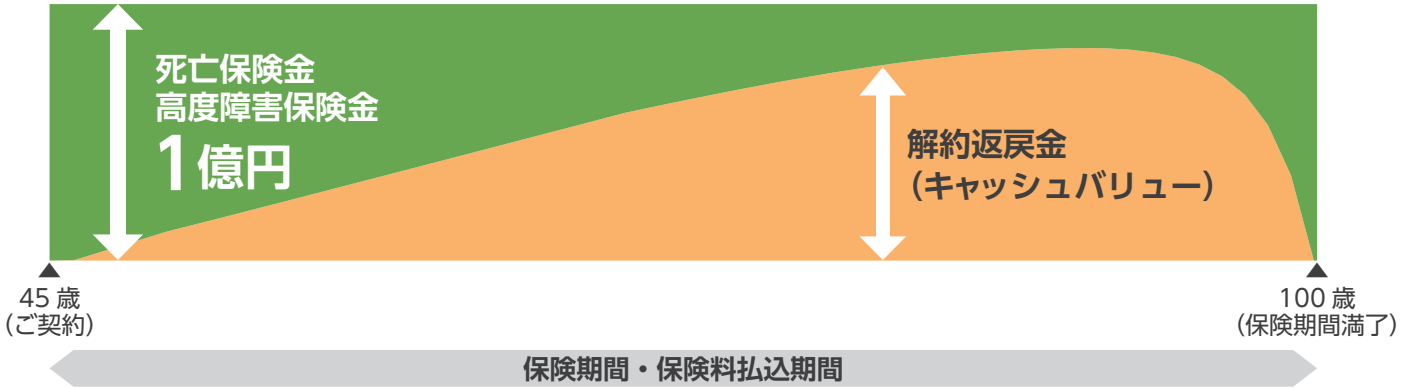 死亡保険金
高度障害保険金
1億円
解約返戻金
（キャッシュバリュー）
45歳
（ご契約）
100歳
（保険期間満了）
保険期間・保険料払込期間